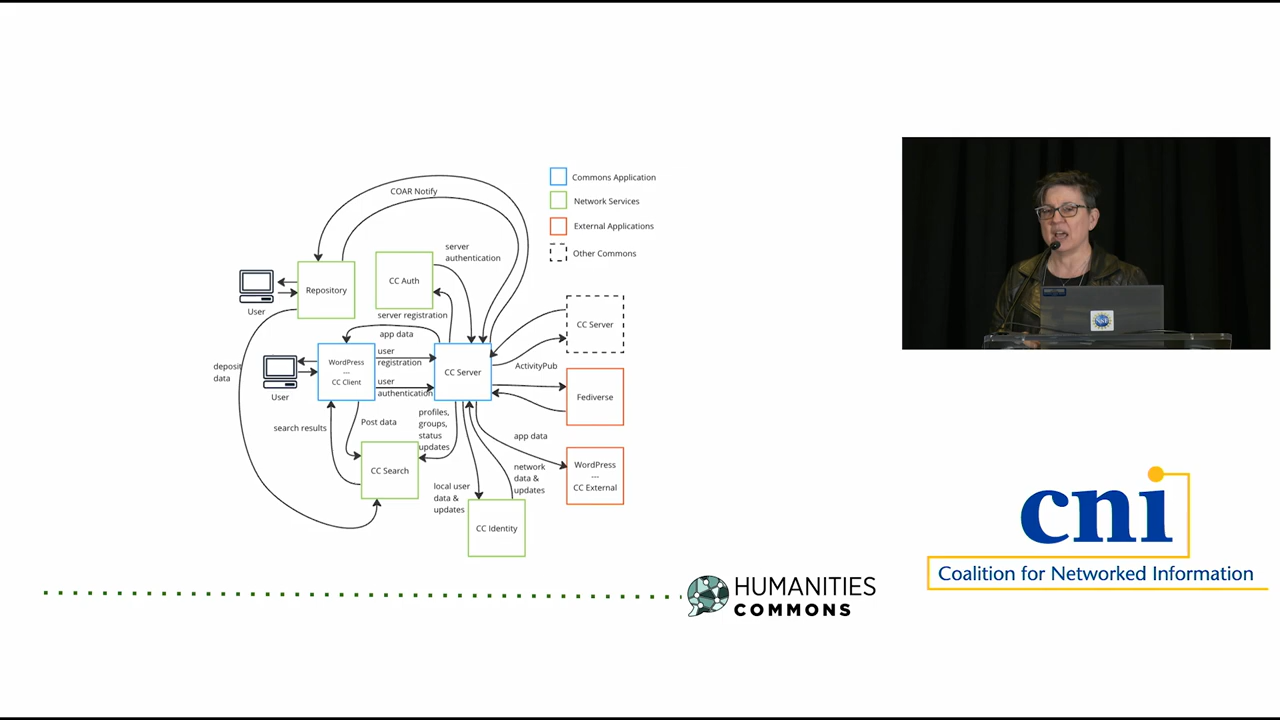 COAR Notify
Commons Application
Network Services
External Applications
Other Commons
server
authentication
CC Auth
Repository
User
server registration
app data
CC Server
user
registration
WordPress
---
CC Client
CC Server
ActivityPub
deposit
data
user
authentication
User
Fediverse
profiles,
groups,
status
updates
Post data
search results
app data
CC Search
network
data &
updates
WordPress
---
CC External
local user
data &
updates
CC Identity
HUMANITIES
COMMONS
cni
Coalition for Networked Information